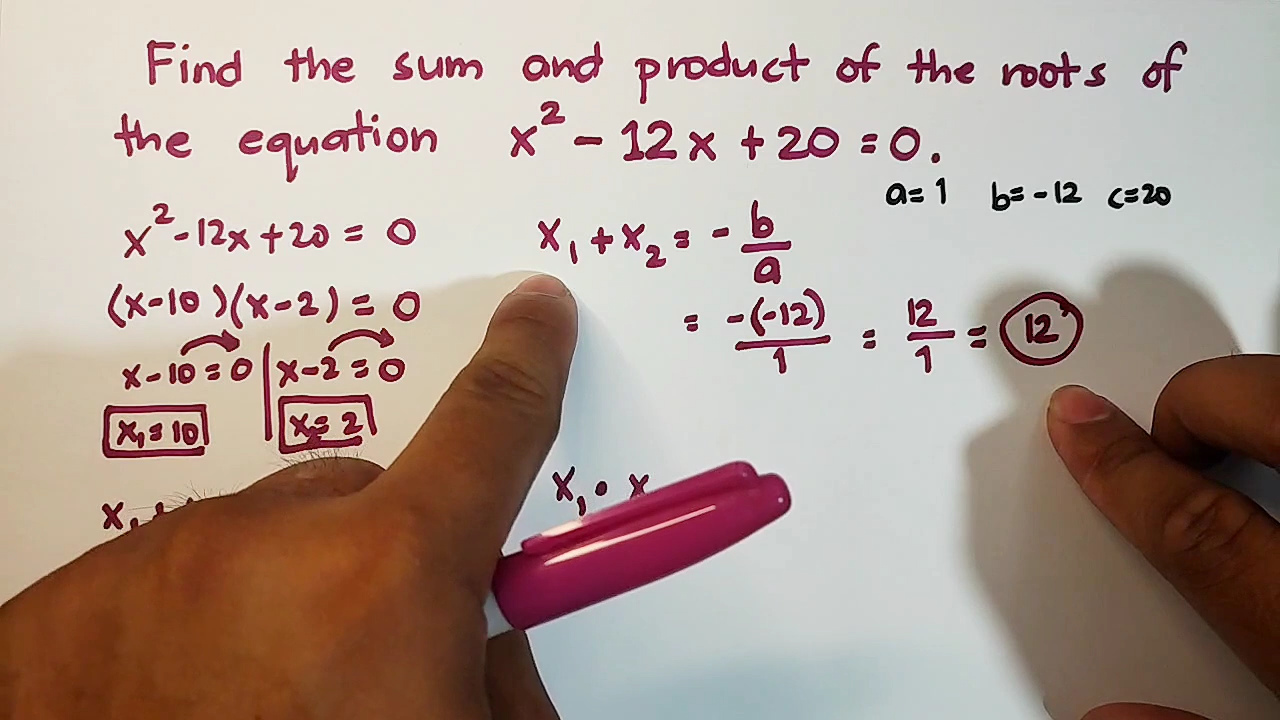 Find the sum and product of the roots of
the equation x² - 12x + 20 = 0.
a = 1 b = -12 c = 20
x² - 12x + 20 = 0
(x - 10)(x - 2) = 0
x - 10 = 0 | x - 2 = 0
x₁ = 10 x₂ = 2
x₁ +
x₁ + x₂ = - b/a
= -(-12)/1 = 12/1 = 12
x₁ · x